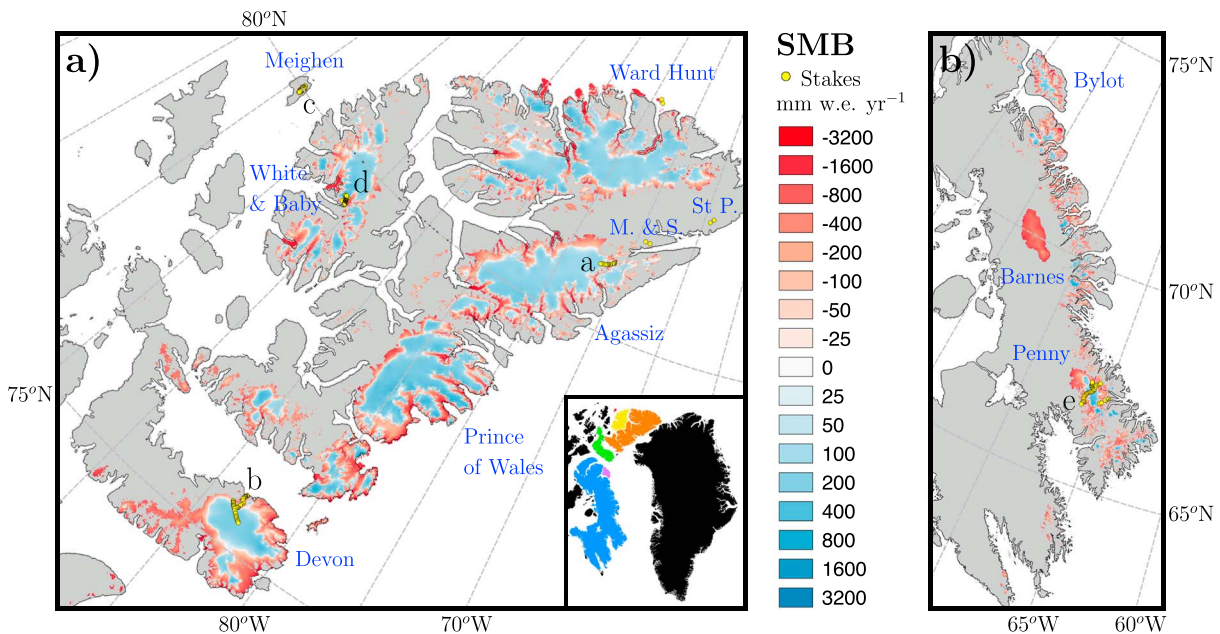 80°N
a)
Meighen
c
Ward Hunt
White
& Baby
d
St P.
M. & S.
a
Agassiz
75°N
Prince
of Wales
b
Devon
80°W
70°W
SMB
Stakes
mm w.e. yr⁻¹
-3200
-1600
-800
-400
-200
-100
-50
-25
0
25
50
100
200
400
800
1600
3200
b)
75°N
Bylot
Barnes
70°N
Penny
e
65°N
65°W
60°W